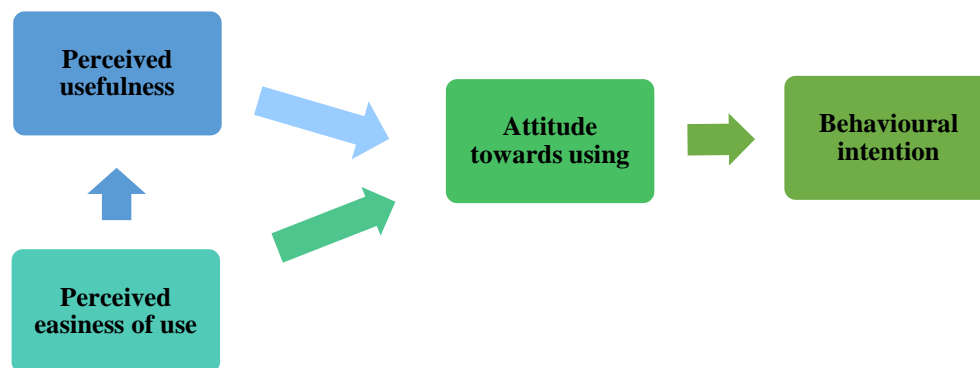 Perceived
usefulness
Attitude
towards using
Behavioural
intention
Perceived
easiness of use